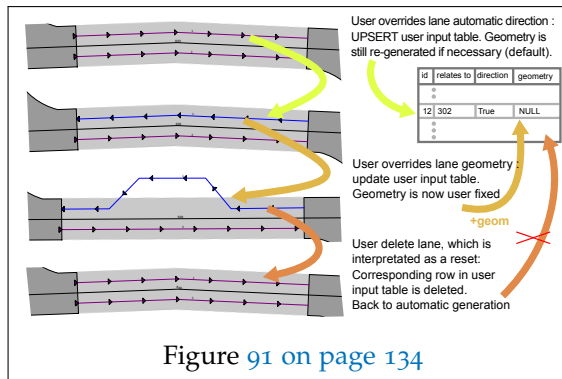 User overrides lane automatic direction :
UPSERT user input table. Geometry is
still re-generated if necessary (default).
id relates to direction geometry
12 302 True NULL
User overrides lane geometry :
update user input table.
Geometry is now user fixed
+geom
User delete lane, which is
interpretated as a reset:
Corresponding row in user
input table is deleted.
Back to automatic generation
Figure 91 on page 134